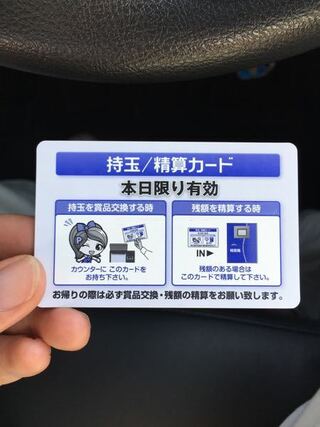 持玉/精算カード
本日限り有効
持玉を賞品交換する時
カウンターに このカードを
お持ち下さい。
残額を精算する時
IN▶
精算機
残額のある場合は
このカードで精算して下さい。
お帰りの際は必ず賞品交換・残額の精算をお願い致します。